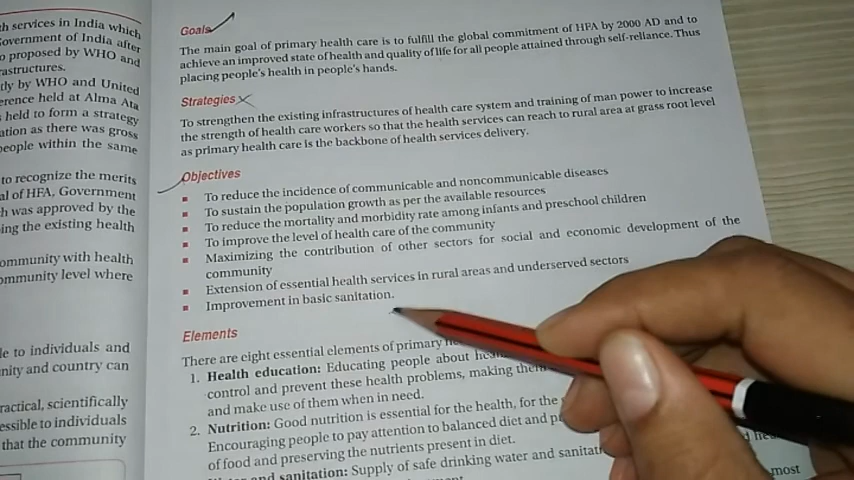 th services in India which
Government of India after
o proposed by WHO and
rastructures.
tly by WHO and United
erence held at Alma Ata
s held to form a strategy
ation as there was gross
people within the same
to recognize the merits
al of HFA, Government
h was approved by the
ing the existing health
ommunity with health
mmunity level where
le to individuals and
nity and country can
ractical, scientifically
essible to individuals
that the community
Goals
The main goal of primary health care is to fulfill the global commitment of HFA by 2000 AD and to
achieve an improved state of health and quality of life for all people attained through self-reliance. Thus
placing people's health in people's hands.
Strategies
To strengthen the existing infrastructures of health care system and training of man power to increase
the strength of health care workers so that the health services can reach to rural area at grass root level
as primary health care is the backbone of health services delivery.
Objectives
▪ To reduce the incidence of communicable and noncommunicable diseases
▪ To sustain the population growth as per the available resources
▪ To reduce the mortality and morbidity rate among infants and preschool children
▪ To improve the level of health care of the community
▪ Maximizing the contribution of other sectors for social and economic development of the
community
▪ Extension of essential health services in rural areas and underserved sectors
▪ Improvement in basic sanitation.
Elements
There are eight essential elements of primary
1. Health education: Educating people about
control and prevent these health problems, making them
and make use of them when in need.
2. Nutrition: Good nutrition is essential for the health, for the
Encouraging people to pay attention to balanced diet and
of food and preserving the nutrients present in diet.
and sanitation: Supply of safe drinking water and
most